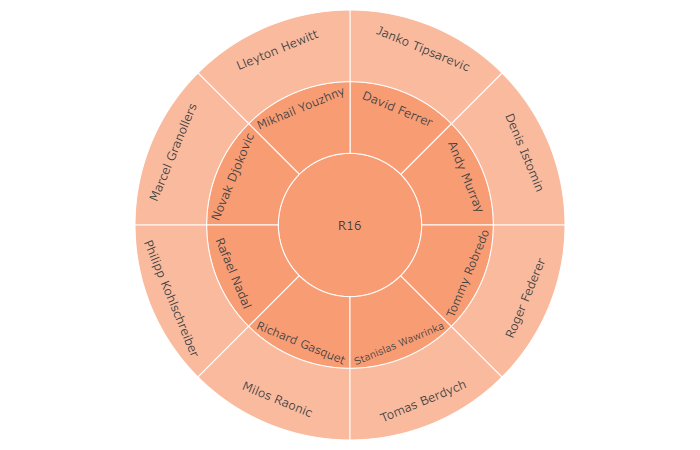 Lleyton Hewitt
Janko Tipsarevic
Mikhail Youzhny
David Ferrer
Marcel Granollers
Novak Djokovic
Andy Murray
Denis Istomin
R16
Philipp Kohlschreiber
Rafael Nadal
Tommy Robredo
Roger Federer
Richard Gasquet
Stanislas Wawrinka
Milos Raonic
Tomas Berdych